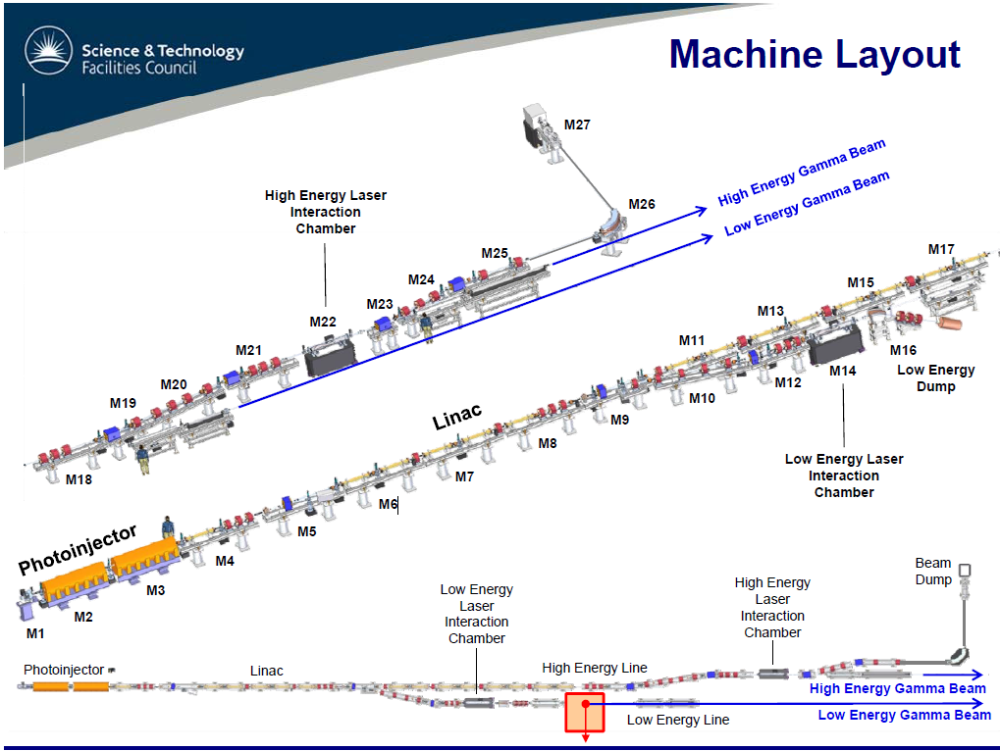 Science & Technology
Facilities Council
Machine Layout
M27
High Energy Gamma Beam
Low Energy Gamma Beam
M26
High Energy Laser
Interaction
Chamber
M25
M24
M23
M22
M21
M20
M19
M18
M17
M15
M13
M11
M16
Low Energy
Dump
M14
M12
M10
M9
Linac
M8
M7
M6
M5
Low Energy Laser
Interaction
Chamber
Photoinjector
M4
M3
M2
M1
Beam
Dump
High Energy
Laser
Interaction
Chamber
Low Energy
Laser
Interaction
Chamber
Photoinjector
Linac
High Energy Line
High Energy Gamma Beam
Low Energy Line
Low Energy Gamma Beam